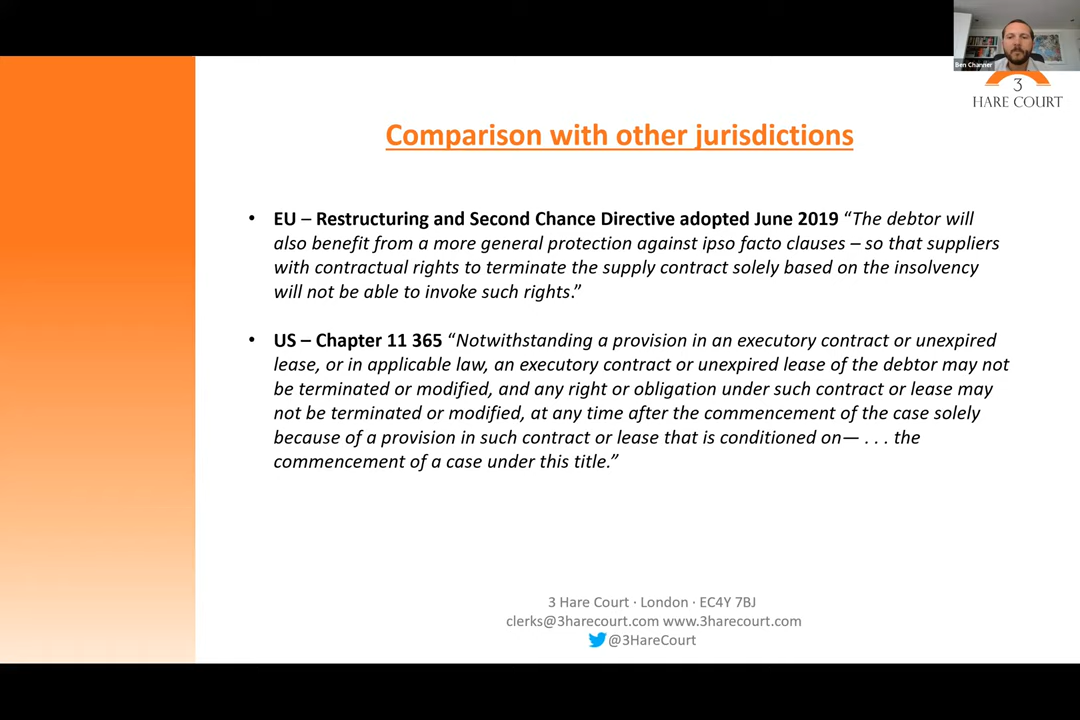 Ben Channer
3
HARE COURT
Comparison with other jurisdictions
• EU – Restructuring and Second Chance Directive adopted June 2019 “The debtor will
also benefit from a more general protection against ipso facto clauses – so that suppliers
with contractual rights to terminate the supply contract solely based on the insolvency
will not be able to invoke such rights.”
• US – Chapter 11 365 “Notwithstanding a provision in an executory contract or unexpired
lease, or in applicable law, an executory contract or unexpired lease of the debtor may not
be terminated or modified, and any right or obligation under such contract or lease may
not be terminated or modified, at any time after the commencement of the case solely
because of a provision in such contract or lease that is conditioned on— . . . the
commencement of a case under this title.”
3 Hare Court · London · EC4Y 7BJ
clerks@3harecourt.com www.3harecourt.com
@3HareCourt